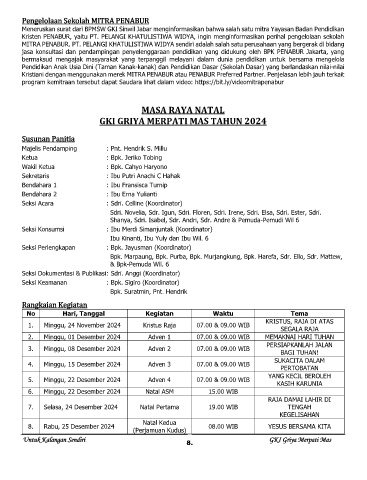 Pengelolaan Sekolah MITRA PENABUR
Meneruskan surat dari BPMSW GKI Sinwil Jabar menginformasikan bahwa salah satu mitra Yayasan Badan Pendidikan
Kristen PENABUR, yaitu PT. PELANGI KHATULISTIWA WIDYA, ingin menginformasikan perihal pengelolaan sekolah
MITRA PENABUR. PT. PELANGI KHATULISTIWA WIDYA sendiri adalah salah satu perusahaan yang bergerak di bidang
jasa konsultasi dan pendampingan penyelenggaraan pendidikan yang didukung oleh BPK PENABUR Jakarta, yang
bermaksud mengajak masyarakat yang terpanggil melayani dalam dunia pendidikan untuk bersama mengelola
Pendidikan Anak Usia Dini (Taman Kanak-kanak) dan Pendidikan Dasar (Sekolah Dasar) yang berlandaskan nilai-nilai
Kristiani dengan menggunakan merek MITRA PENABUR atau PENABUR Preferred Partner. Penjelasan lebih jauh terkait
program kemitraan tersebut dapat Saudara lihat dalam video: https://bit.ly/videomitrapenabur
MASA RAYA NATAL
GKI GRIYA MERPATI MAS TAHUN 2024
Susunan Panitia
Majelis Pendamping : Pnt. Hendrik S. Millu
Ketua : Bpk. Jeriko Tobing
Wakil Ketua : Bpk. Cahyo Haryono
Sekretaris : Ibu Putri Anachi C Hahak
Bendahara 1 : Ibu Fransisca Turnip
Bendahara 2 : Ibu Erna Yulianti
Seksi Acara : Sdri. Celline (Koordinator)
Sdri. Novelia, Sdr. Igun, Sdri. Floren, Sdri. Irene, Sdri. Elsa, Sdri. Ester, Sdri.
Shanya, Sdri. Isabel, Sdr. Andri, Sdr. Andre & Pemuda-Pemudi Wil 6
Seksi Konsumsi : Ibu Merdi Simanjuntak (Koordinator)
Ibu Kinanti, Ibu Yuly dan Ibu Wil. 6
Seksi Perlengkapan : Bpk. Jayusman (Koordinator)
Bpk. Marpaung, Bpk. Purba, Bpk. Murjangkung, Bpk. Harefa, Sdr. Ello, Sdr. Mattew,
& Bpk-Pemuda Wil. 6
Seksi Dokumentasi & Publikasi: Sdri. Anggi (Koordinator)
Seksi Keamanan : Bpk. Sigiro (Koordinator)
Bpk. Suratmin, Pnt. Hendrik
Rangkaian Kegiatan
No Hari, Tanggal Kegiatan Waktu Tema
1. Minggu, 24 November 2024 Kristus Raja 07.00 & 09.00 WIB KRISTUS, RAJA DI ATAS
SEGALA RAJA
2. Minggu, 01 Desember 2024 Adven 1 07.00 & 09.00 WIB MEMAKNAI HARI TUHAN
3. Minggu, 08 Desember 2024 Adven 2 07.00 & 09.00 WIB PERSIAPKANLAH JALAN
BAGI TUHAN!
4. Minggu, 15 Desember 2024 Adven 3 07.00 & 09.00 WIB SUKACITA DALAM
PERTOBATAN
5. Minggu, 22 Desember 2024 Adven 4 07.00 & 09.00 WIB YANG KECIL BEROLEH
KASIH KARUNIA
6. Minggu, 22 Desember 2024 Natal ASM 15.00 WIB
7. Selasa, 24 Desember 2024 Natal Pertama 19.00 WIB RAJA DAMAI LAHIR DI
TENGAH
KEGELISAHAN
8. Rabu, 25 Desember 2024 Natal Kedua
(Perjamuan Kudus) 08.00 WIB YESUS BERSAMA KITA
Untuk Kalangan Sendiri 8. GKI Griya Merpati Mas